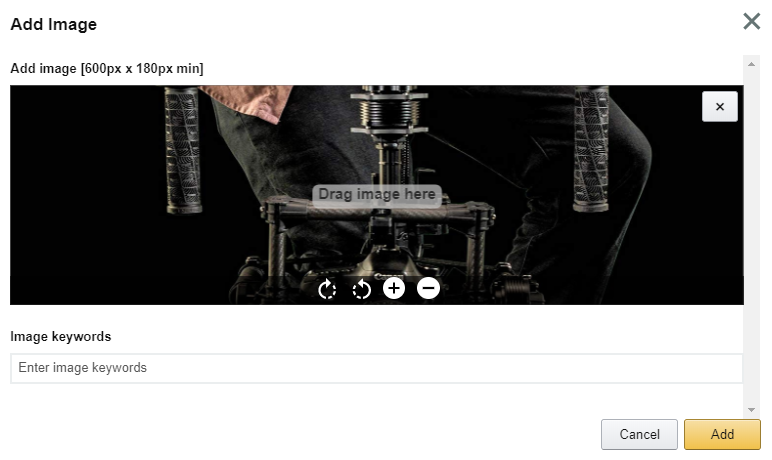 Add Image
Add image [600px x 180px min]
Drag image here
Image keywords
Enter image keywords
Cancel
Add